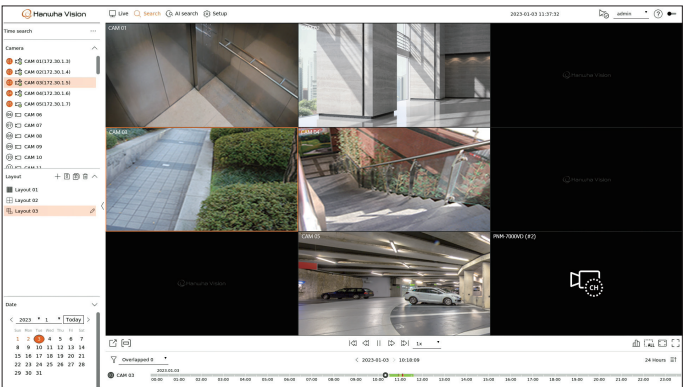 Hanwha Vision
Live Search AI search Setup
2023-01-03 11:37:32
admin
?
Time search
Camera
CAM 01(172.30.1.3)
CAM 02(172.30.1.4)
CAM 03(172.30.1.5)
CAM 04(172.30.1.6)
CAM 05(172.30.1.7)
CAM 06
CAM 07
CAM 08
CAM 09
CAM 10
Layout
Layout 01
Layout 02
Layout 03
Date
2023 1 Today
Sun Mon Tue Wed Thu Fri Sat
1 2 3 4 5 6 7
8 9 10 11 12 13 14
15 16 17 18 19 20 21
22 23 24 25 26 27 28
29 30 31
CAM 01
Hanwha Vision
CAM 03
CAM 04
Hanwha Vision
Hanwha Vision
CAM 05
PNM-7000VD (#2)
CH
1x
ALL
Overlapped 0
2023-01-03 > 10:18:09
24 Hours
CAM 03
2023.01-03
00:00 01:00 02:00 03:00 04:00 05:00 06:00 07:00 08:00 09:00 10:00 11:00 12:00 13:00 14:00 15:00 16:00 17:00 18:00 19:00 20:00 21:00 22:00 23:00